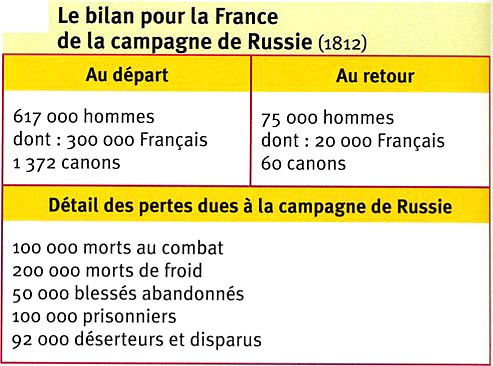 Le bilan pour la France
de la campagne de Russie (1812)
Au départ
617 000 hommes
dont : 300 000 Français
1 372 canons
Au retour
75 000 hommes
dont : 20 000 Français
60 canons
Détail des pertes dues à la campagne de Russie
100 000 morts au combat
200 000 morts de froid
50 000 blessés abandonnés
100 000 prisonniers
92 000 déserteurs et disparus